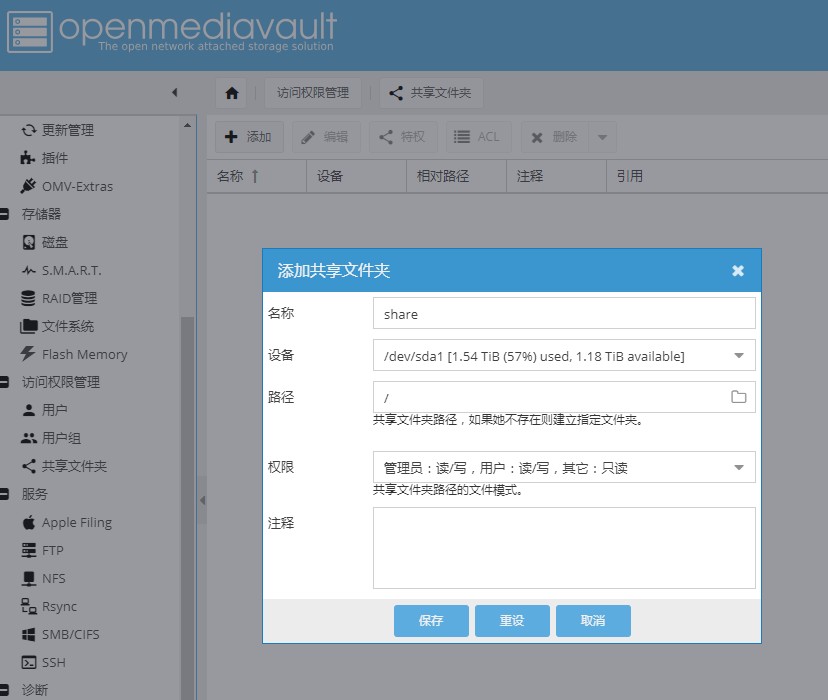 openmediavault
The open network attached storage solution
访问权限管理 共享文件夹
更新管理
插件
OMV-Extras
存储器
磁盘
S.M.A.R.T.
RAID管理
文件系统
Flash Memory
访问权限管理
用户
用户组
共享文件夹
服务
Apple Filing
FTP
NFS
Rsync
SMB/CIFS
SSH
诊断
添加 编辑 特权 ACL 删除
名称 设备 相对路径 注释 引用
添加共享文件夹
名称 share
设备 /dev/sda1 [1.54 TiB (57%) used, 1.18 TiB available]
路径 /
共享文件夹路径，如果她不存在则建立指定文件夹。
权限 管理员：读/写，用户：读/写，其它：只读
共享文件夹路径的文件模式。
注释
保存 重设 取消